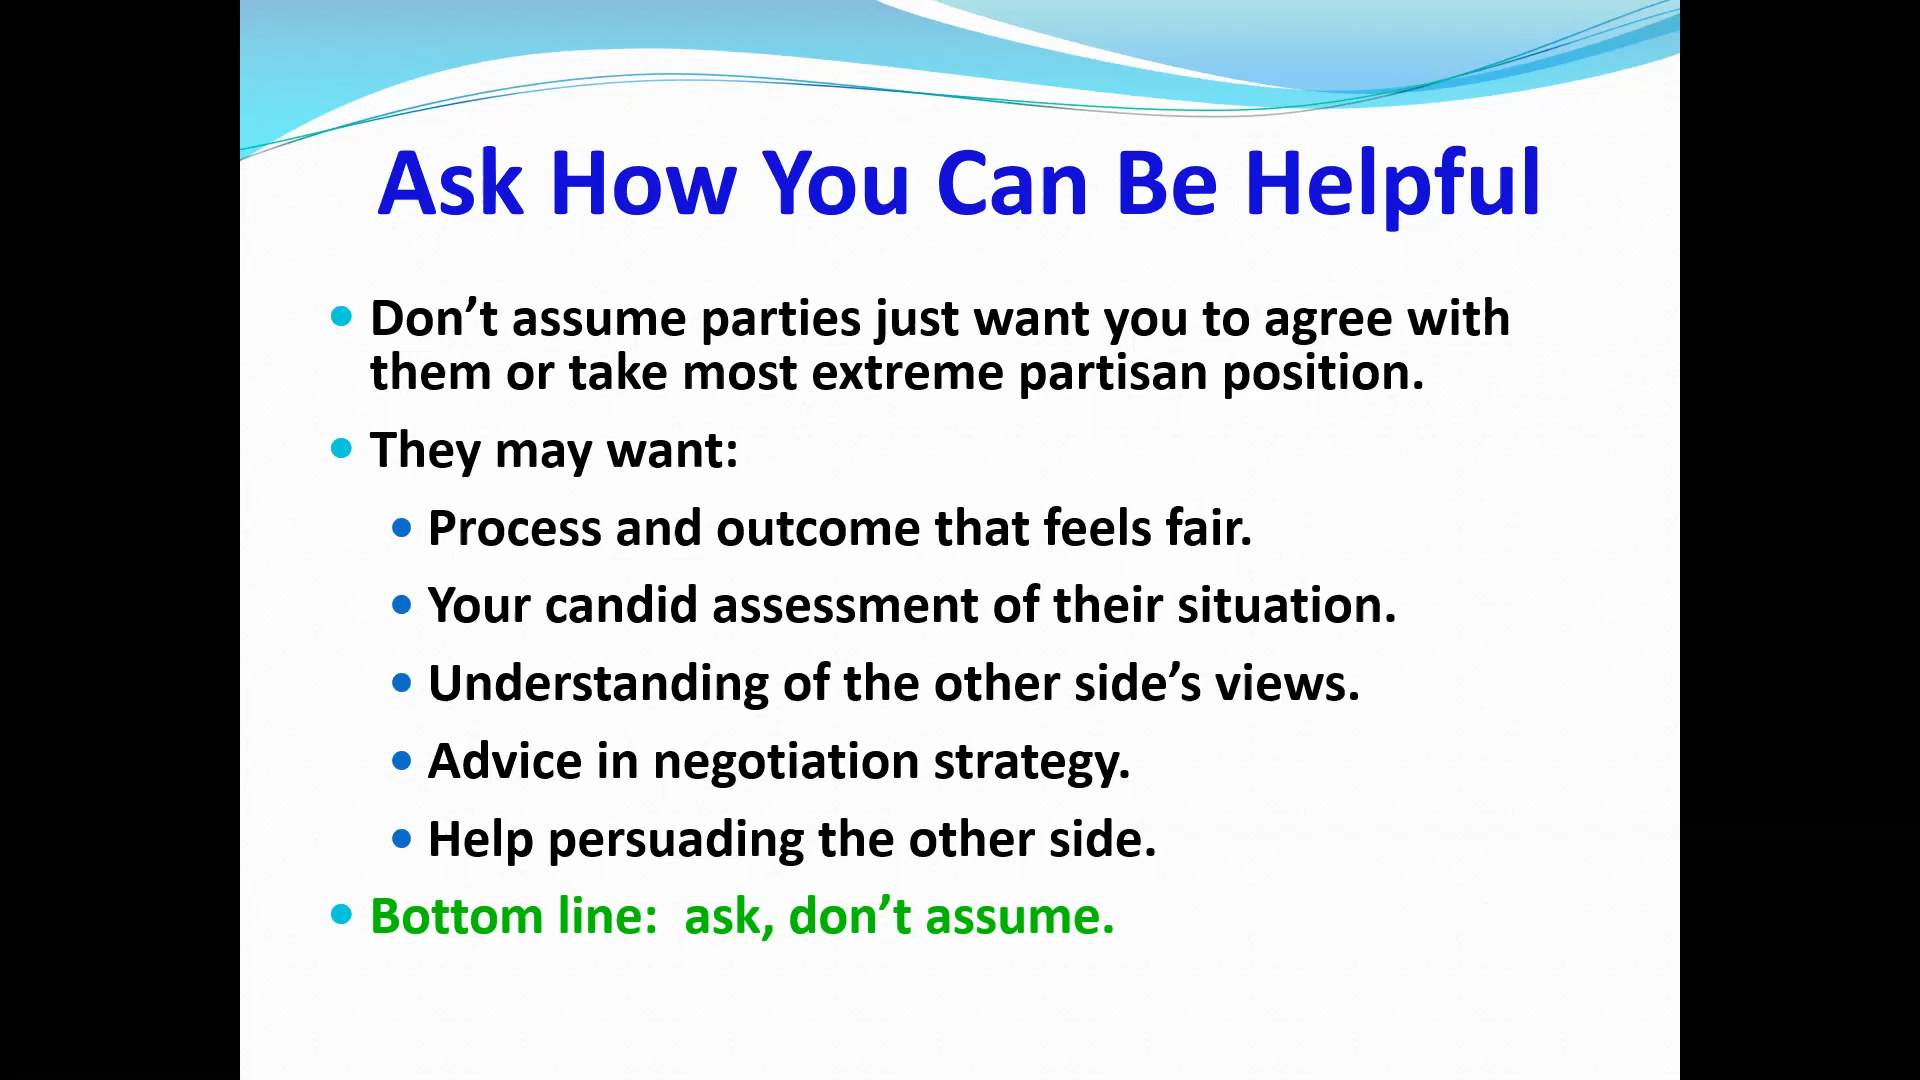 Ask How You Can Be Helpful
Don’t assume parties just want you to agree with
them or take most extreme partisan position.
They may want:
Process and outcome that feels fair.
Your candid assessment of their situation.
Understanding of the other side’s views.
Advice in negotiation strategy.
Help persuading the other side.
Bottom line:  ask, don’t assume.